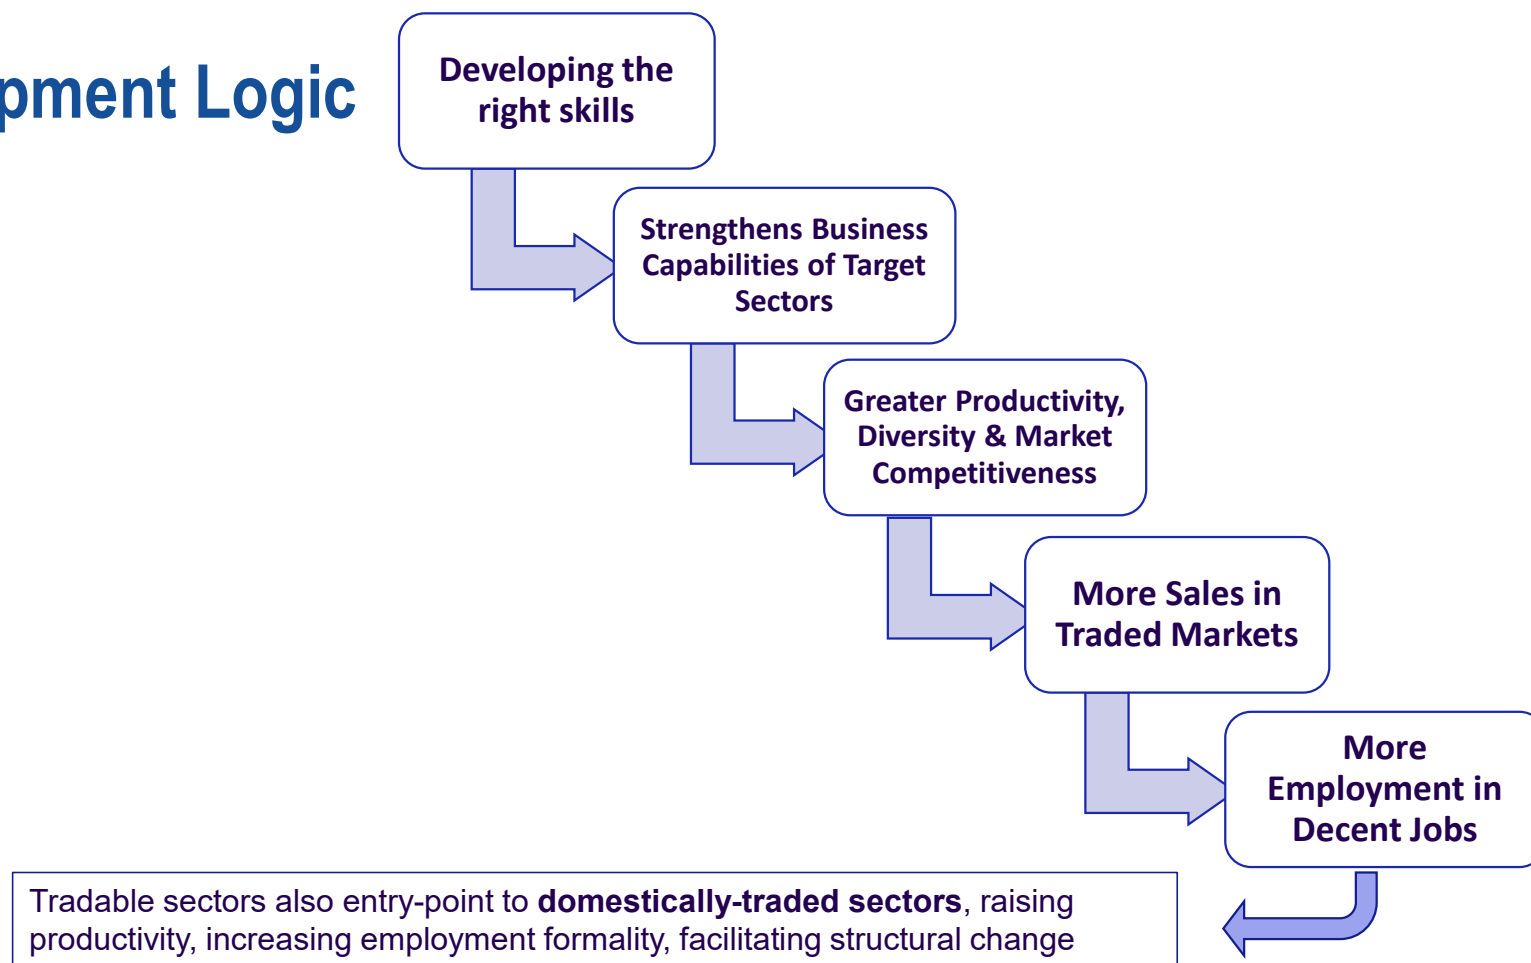 pment Logic
Developing the
right skills
Strengthens Business
Capabilities of Target
Sectors
Greater Productivity,
Diversity & Market
Competitiveness
More Sales in
Traded Markets
More
Employment in
Decent Jobs
Tradable sectors also entry-point to domestically-traded sectors, raising
productivity, increasing employment formality, facilitating structural change